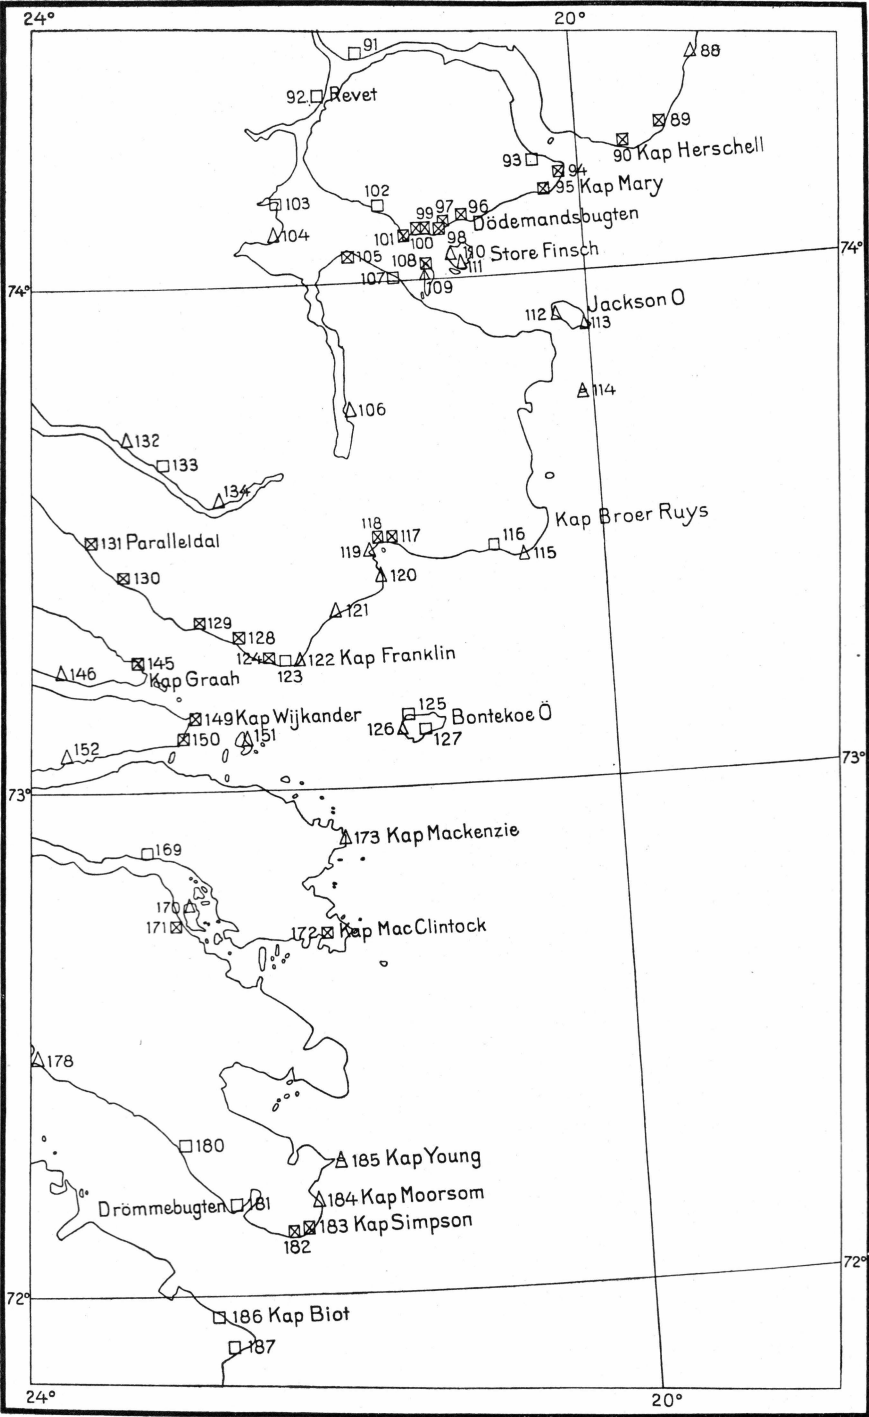 24° 20°
91
88
92 Revet
89
90 Kap Herschell
93
94
95 Kap Mary
103
102
99 97 96
Dödemandsbugten
104
101 100 98
105
108
110 Store Finsch
111
74°
107
109
74°
Jackson O
112
113
114
106
132
133
134
Kap Broer Ruys
118
117
116
131 Paralleldal
119
115
130
120
121
129
128
124
122 Kap Franklin
123
145
146
Kap Graah
125
149 Kap Wijkander
Bontekoe Ö
126
127
150
151
152
73°
73°
173 Kap Mackenzie
169
170
171
172 Kap MacClintock
178
180
185 Kap Young
184 Kap Moorsom
Drömmebugten 181
183 Kap Simpson
182
72°
72°
186 Kap Biot
187
24° 20°